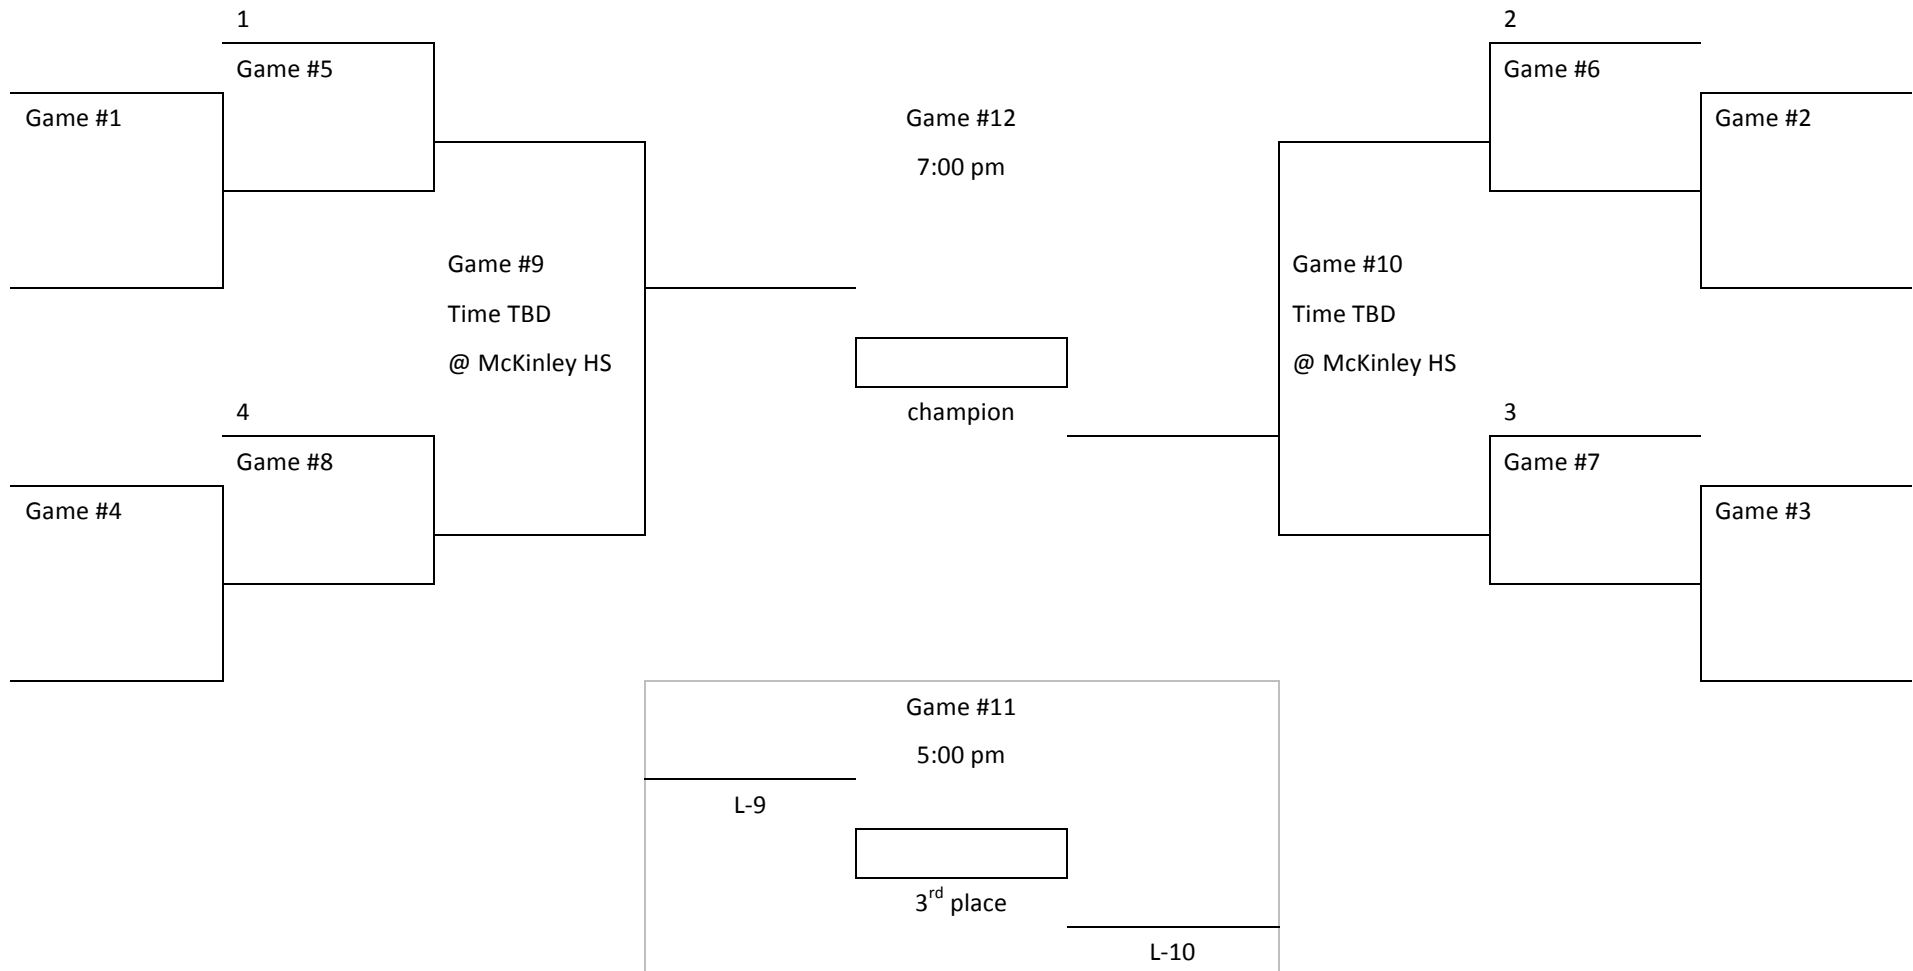 1
2
Game #5
Game #6
Game #1
Game #12
Game #2
7:00 pm
Game #9
Game #10
Time TBD
Time TBD
@ McKinley HS
@ McKinley HS
4
champion
3
Game #8
Game #7
Game #4
Game #3
Game #11
5:00 pm
L-9
3rd place
L-10